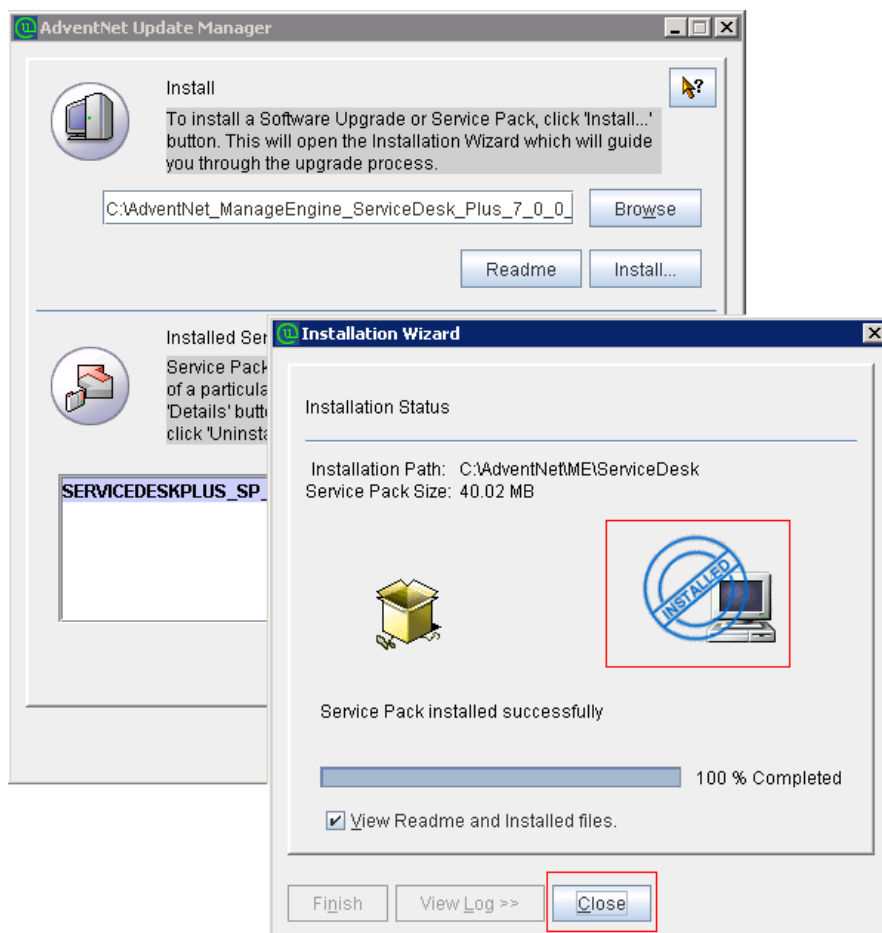 AdventNet Update Manager
Install
To install a Software Upgrade or Service Pack, click 'Install...'
button. This will open the Installation Wizard which will guide
you through the upgrade process.
C:\AdventNet_ManageEngine_ServiceDesk_Plus_7_0_0_
Browse
Readme
Install...
Installed Ser
Service Pack
of a particula
'Details' butt
click 'Uninsta
SERVICEDESKPLUS_SP_
Installation Wizard
Installation Status
Installation Path: C:\AdventNet\ME\ServiceDesk
Service Pack Size: 40.02 MB
INSTALLED
Service Pack installed successfully
100 % Completed
View Readme and Installed files.
Finish
View Log >>
Close